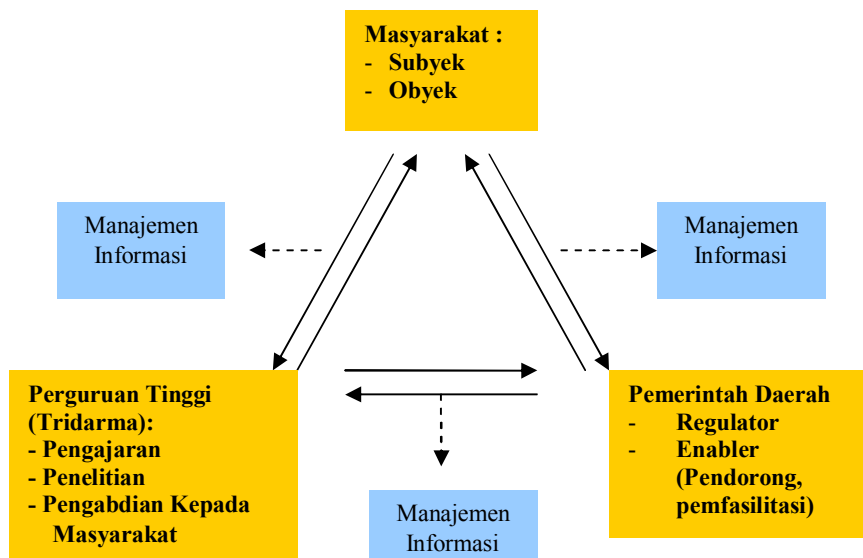 Masyarakat :
- Subyek
- Obyek
Manajemen
Informasi
Manajemen
Informasi
Perguruan Tinggi
(Tridarma):
- Pengajaran
- Penelitian
- Pengabdian Kepada
Masyarakat
Pemerintah Daerah
- Regulator
- Enabler
(Pendorong,
pemfasilitasi)
Manajemen
Informasi